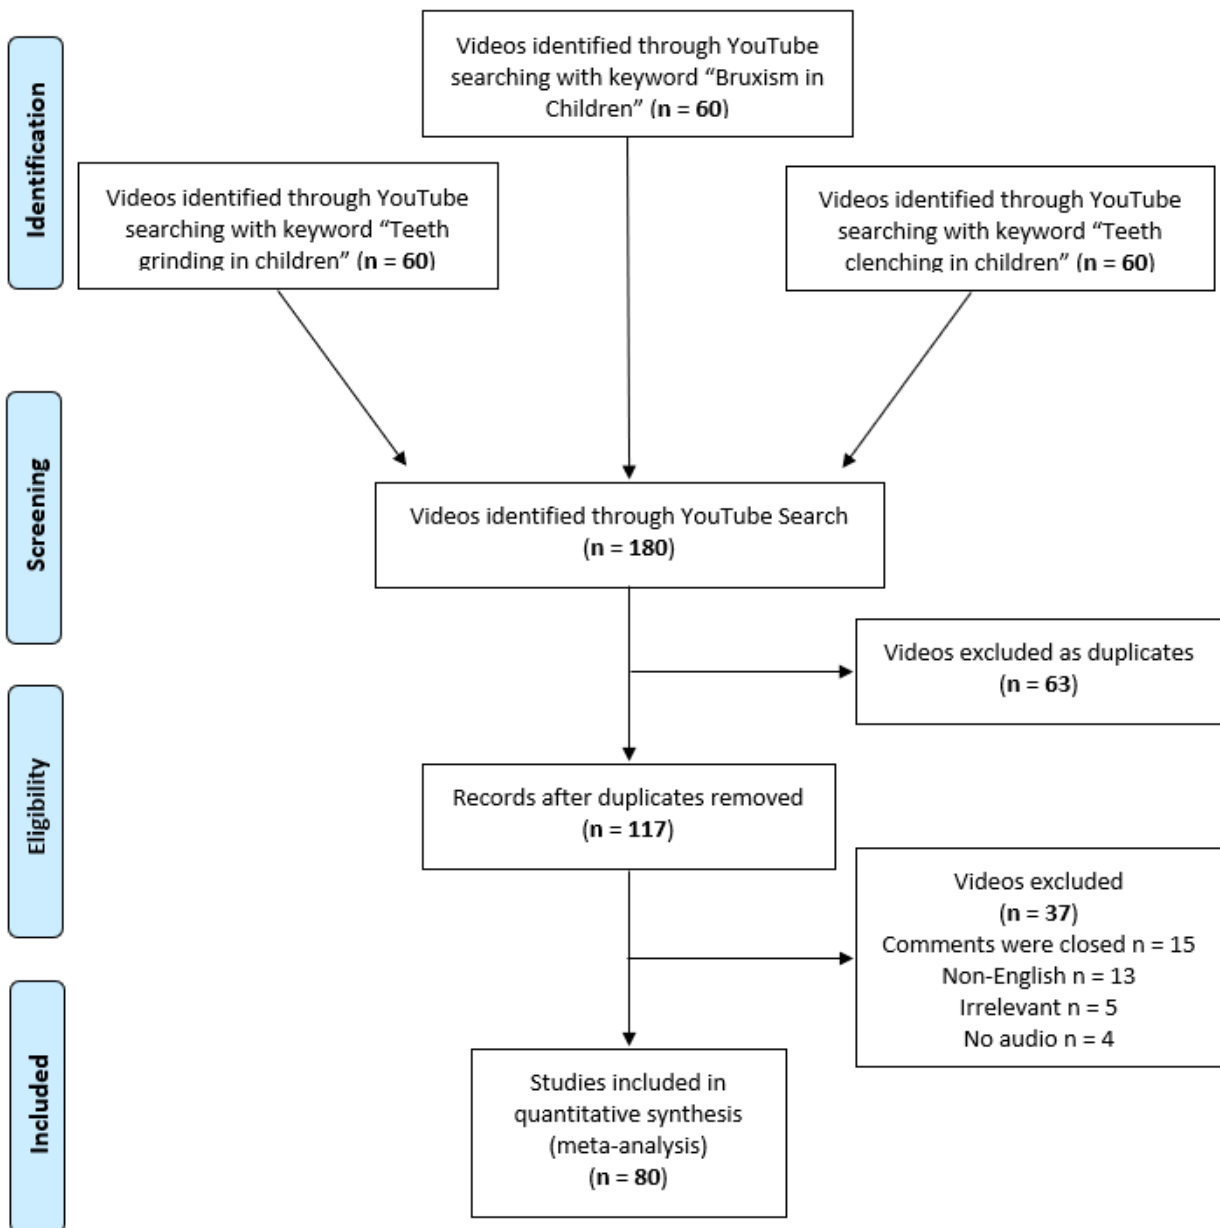 Identification
Videos identified through YouTube
searching with keyword “Bruxism in
Children” (n = 60)
Videos identified through YouTube
searching with keyword “Teeth
grinding in children” (n = 60)
Videos identified through YouTube
searching with keyword “Teeth
clenching in children” (n = 60)
Screening
Videos identified through YouTube Search
(n = 180)
Videos excluded as duplicates
(n = 63)
Eligibility
Records after duplicates removed
(n = 117)
Videos excluded
(n = 37)
Comments were closed n = 15
Non-English n = 13
Irrelevant n = 5
No audio n = 4
Included
Studies included in
quantitative synthesis
(meta-analysis)
(n = 80)